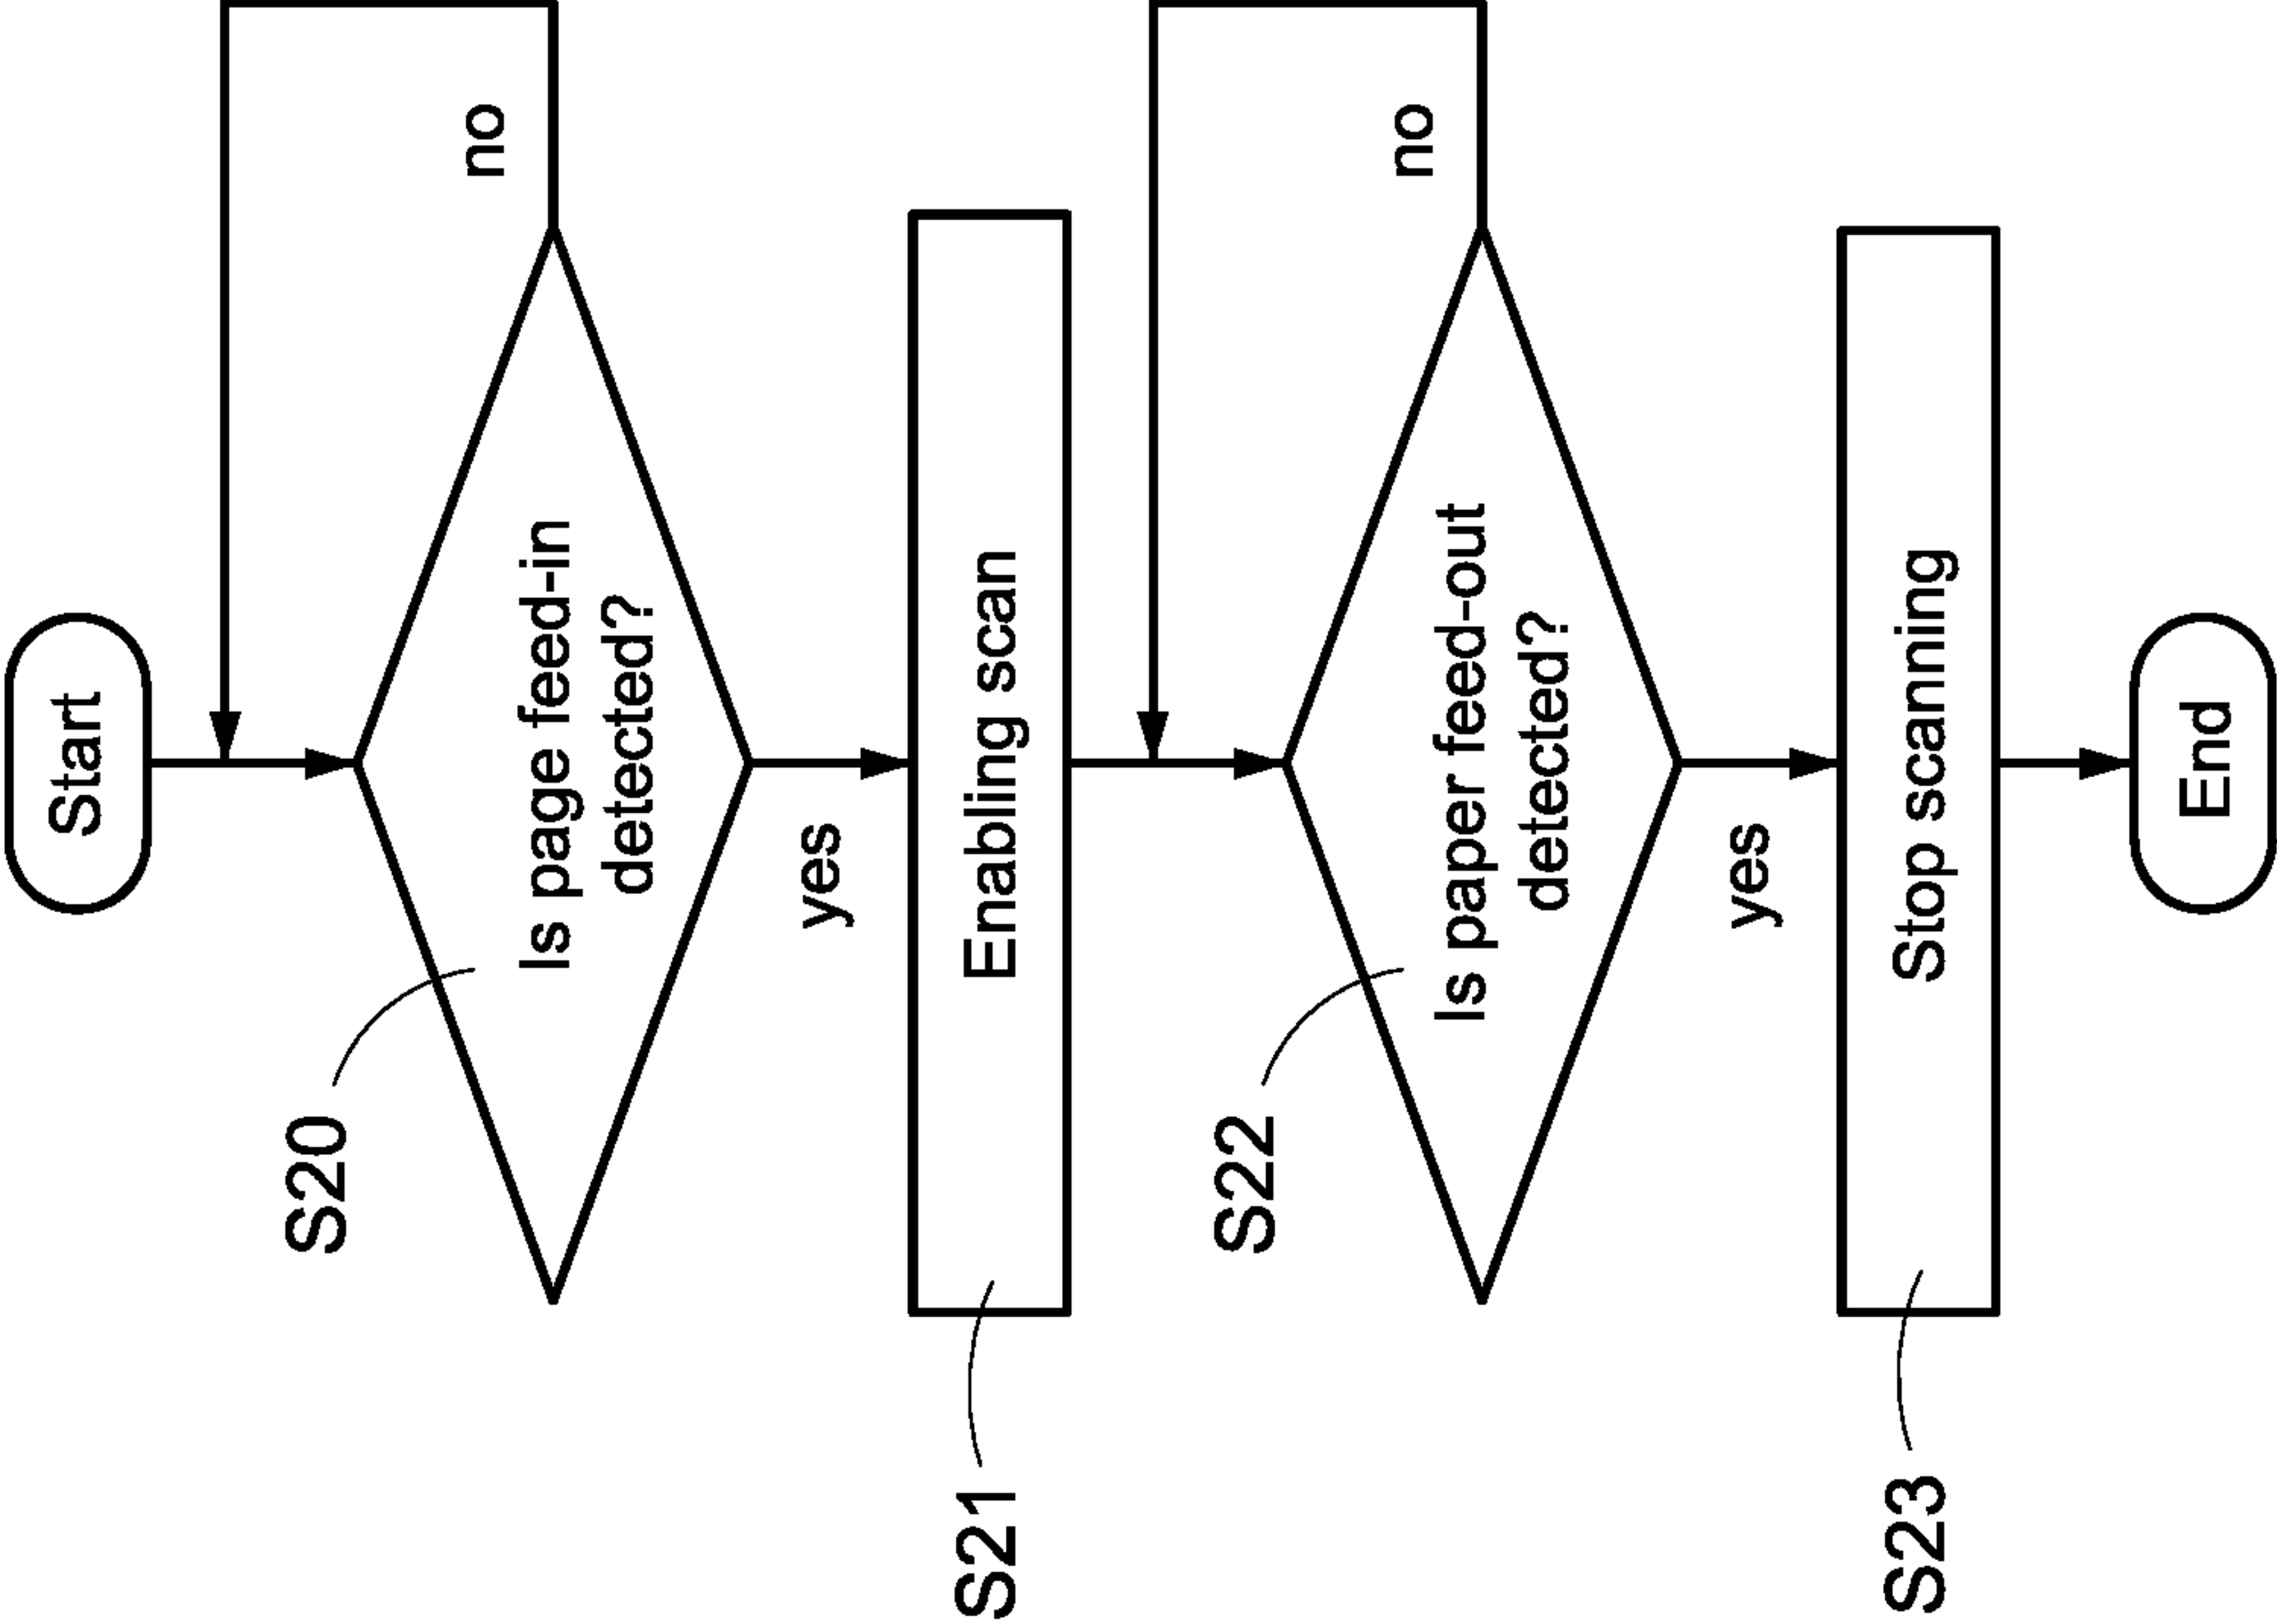 Start
S20
Is page feed-in
detected?
no
yes
S21
Enabling scan
S22
Is paper feed-out
detected?
no
yes
S23
Stop scanning
End